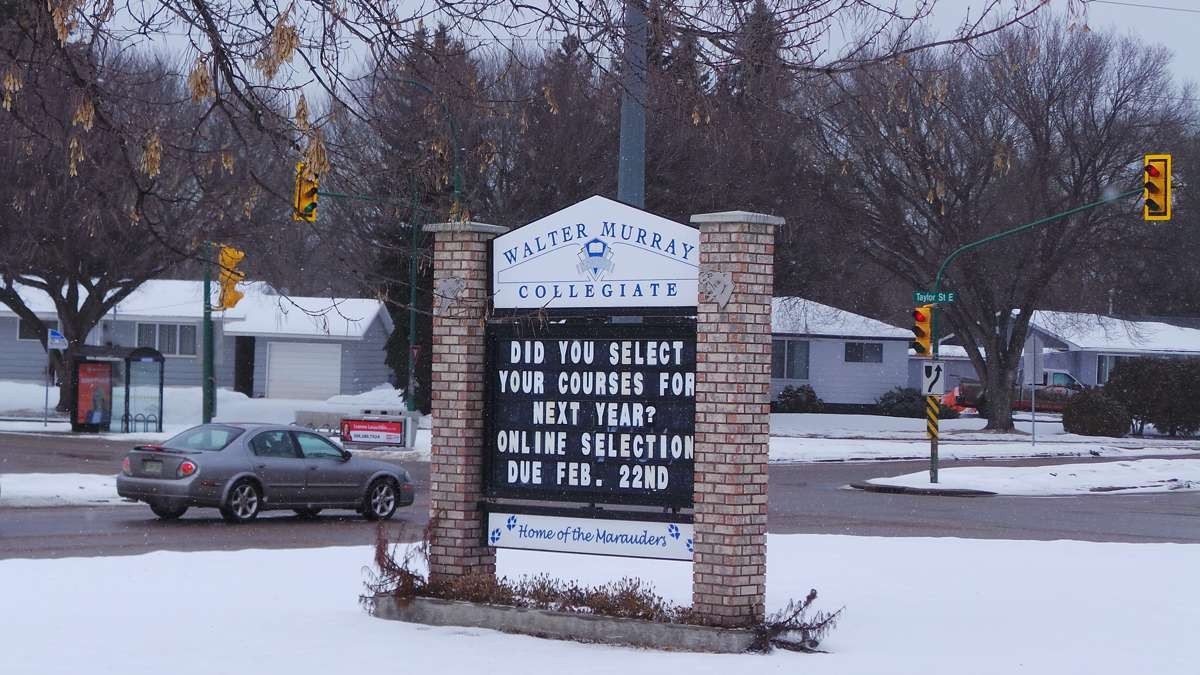 WALTER MURRAY
COLLEGIATE
DID YOU SELECT
YOUR COURSES FOR
NEXT YEAR?
ONLINE SELECTION
DUE FEB. 22ND
Home of the Marauders
Taylor St E